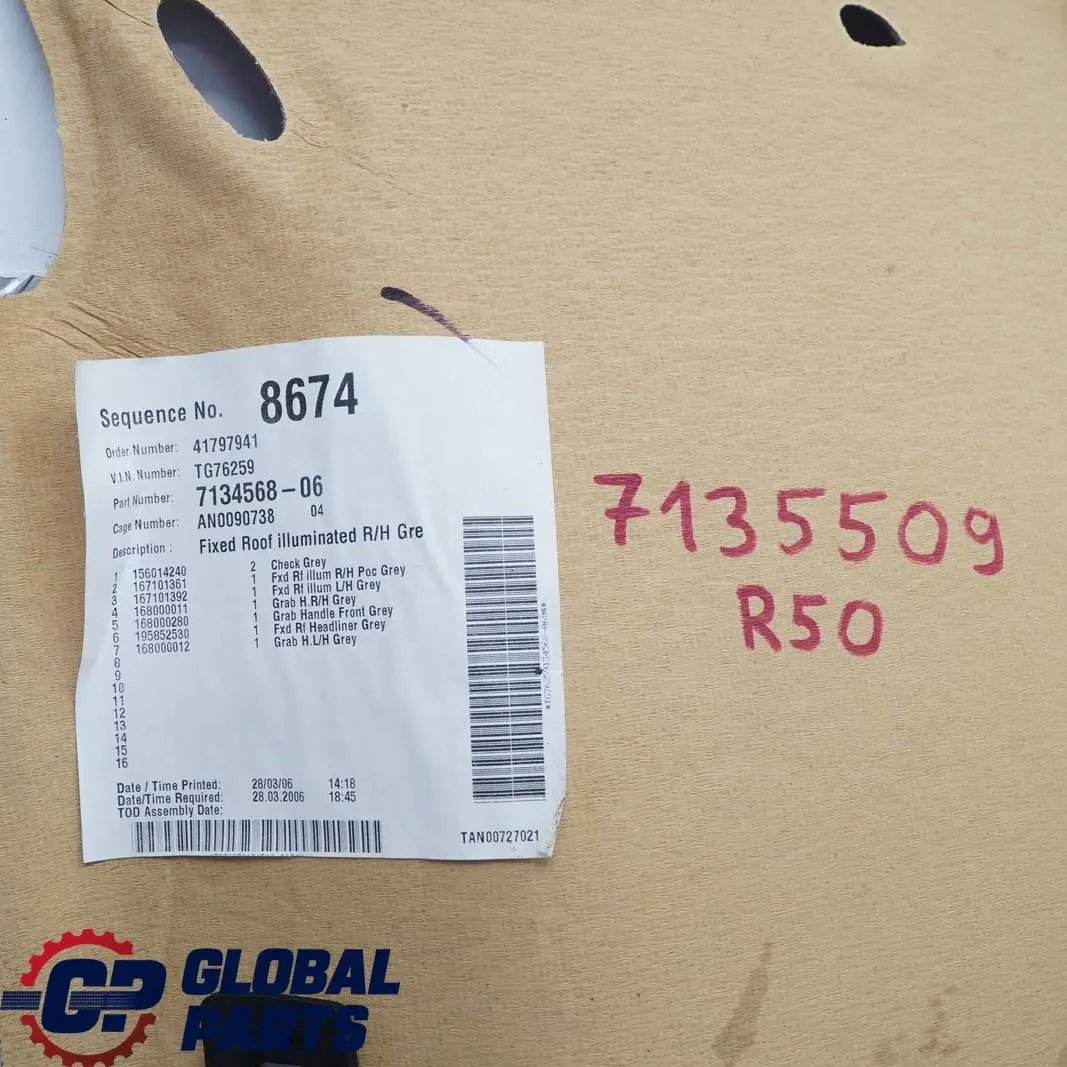 Sequence No. 8674
Order Number: 41797941
V.I.N. Number: TG76259
Part Number: 7134568-06
Cage Number: AN0090738 04
Description : Fixed Roof illuminated R/H Gre
1 156014240 2 Check Grey
2 167101361 1 Fxd Rf illum R/H Poc Grey
3 167101392 1 Fxd Rf illum L/H Grey
4 168000011 1 Grab H.R/H Grey
5 168000280 1 Grab Handle Front Grey
6 195852530 1 Fxd Rf Headliner Grey
7 168000012 1 Grab H.L/H Grey
8
9
10
11
12
13
14
15
16
Date / Time Printed: 28/03/06 14:18
Date/Time Required: 28.03.2006 18:45
TOD Assembly Date:
TAN00727021
7135509
R50
GP GLOBAL
PARTS